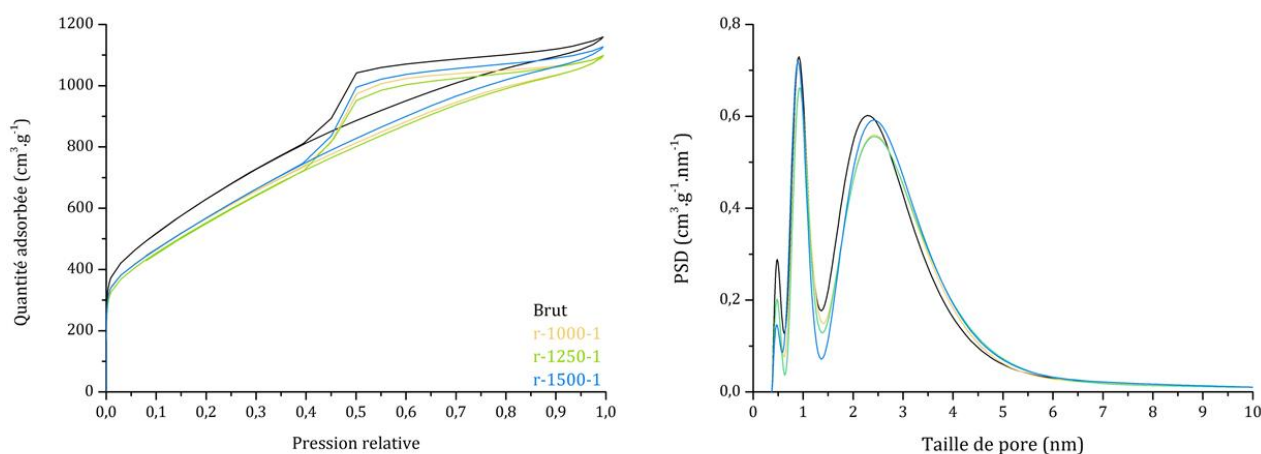 1200
1000
800
600
400
200
0
Quantité adsorbée (cm³.g⁻¹)
Brut
r-1000-1
r-1250-1
r-1500-1
0,0 0,1 0,2 0,3 0,4 0,5 0,6 0,7 0,8 0,9 1,0
Pression relative
0,8
0,6
0,4
0,2
0,0
PSD (cm³.g⁻¹.nm⁻¹)
0 1 2 3 4 5 6 7 8 9 10
Taille de pore (nm)